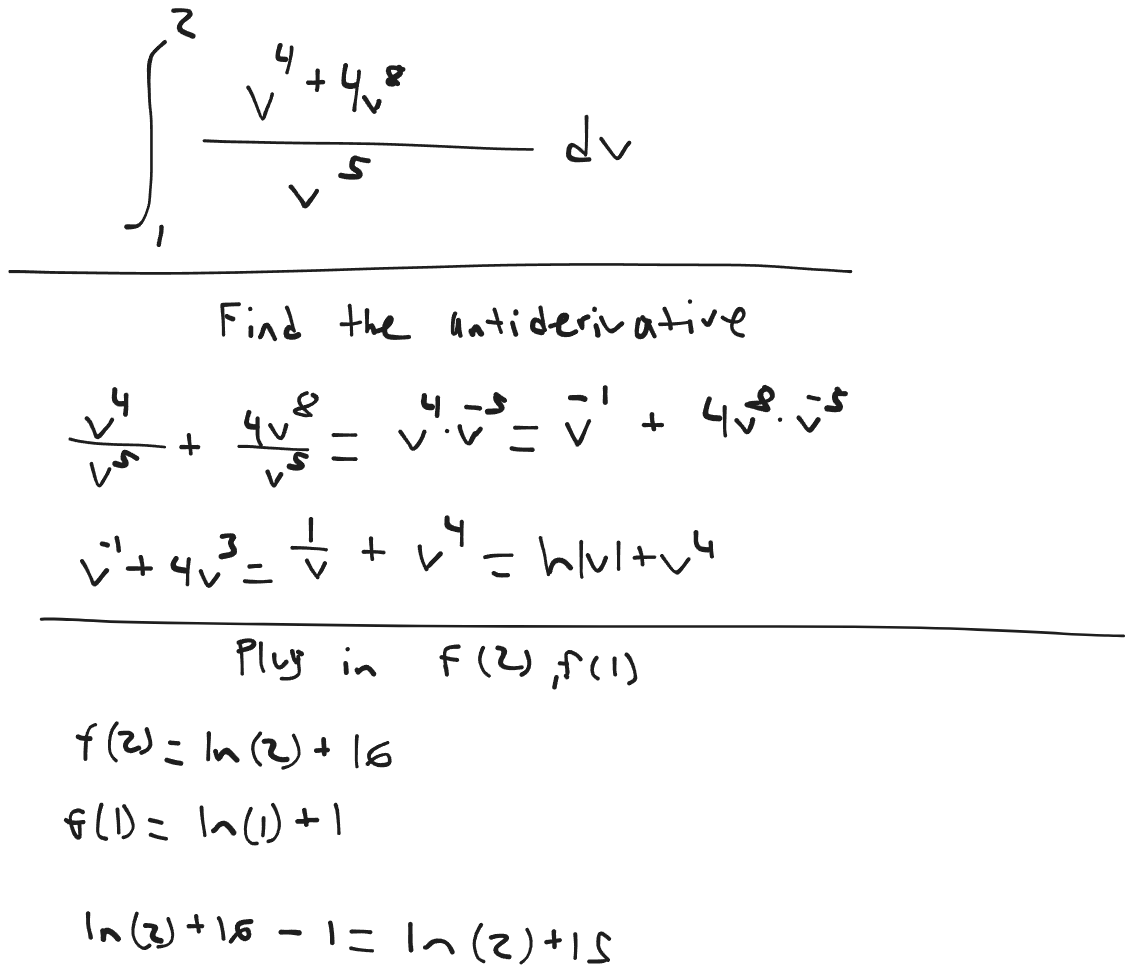 ∫₁² (v⁴ + 4v⁸)/v⁵ dv
Find the antiderivative
v⁴/v⁵ + 4v⁸/v⁵ = v⁴·v⁻⁵ = v⁻¹ + 4v⁸·v⁻⁵
v⁻¹ + 4v³ = 1/v + v⁴ = ln|v| + v⁴
Plug in f(2), f(1)
f(2) = ln(2) + 16
f(1) = ln(1) + 1
ln(2) + 16 - 1 = ln(2) + 15